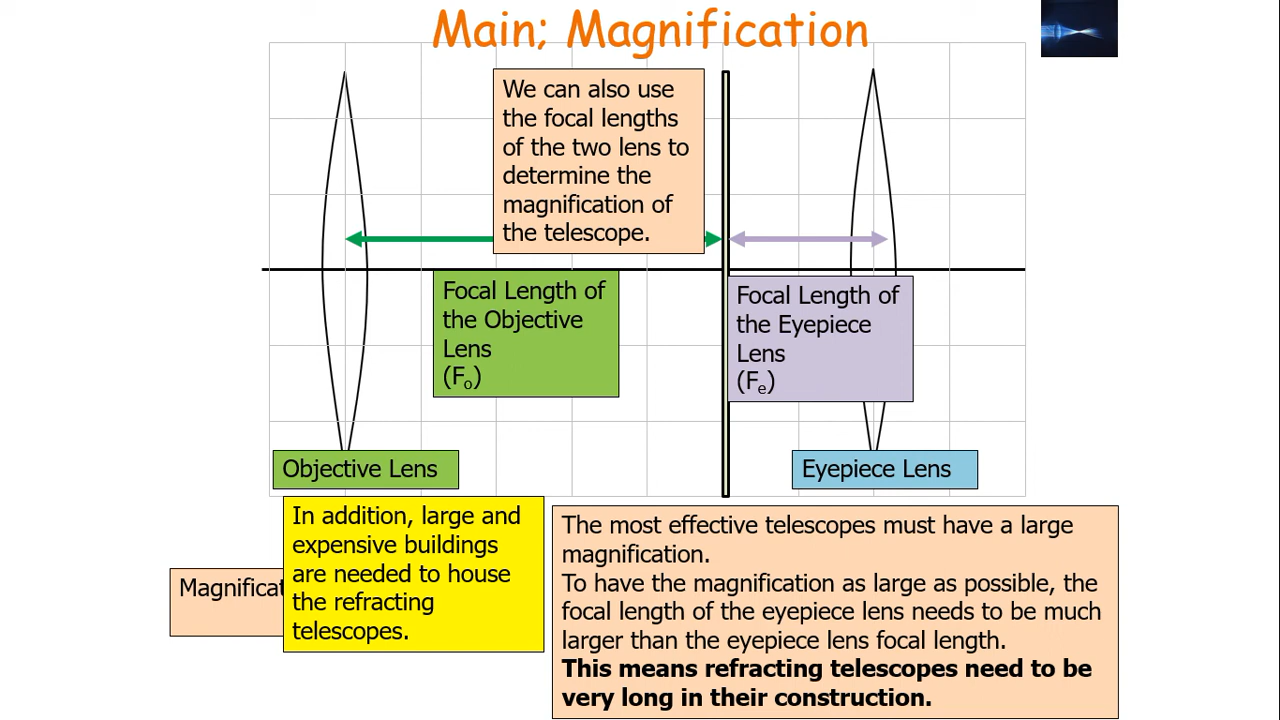 Main; Magnification
We can also use
the focal lengths
of the two lens to
determine the
magnification of
the telescope.
Focal Length of
the Objective
Lens
(Fo)
Focal Length of
the Eyepiece
Lens
(Fe)
Objective Lens
Eyepiece Lens
In addition, large and
expensive buildings
are needed to house
the refracting
telescopes.
Magnificat
The most effective telescopes must have a large
magnification.
To have the magnification as large as possible, the
focal length of the eyepiece lens needs to be much
larger than the eyepiece lens focal length.
This means refracting telescopes need to be
very long in their construction.